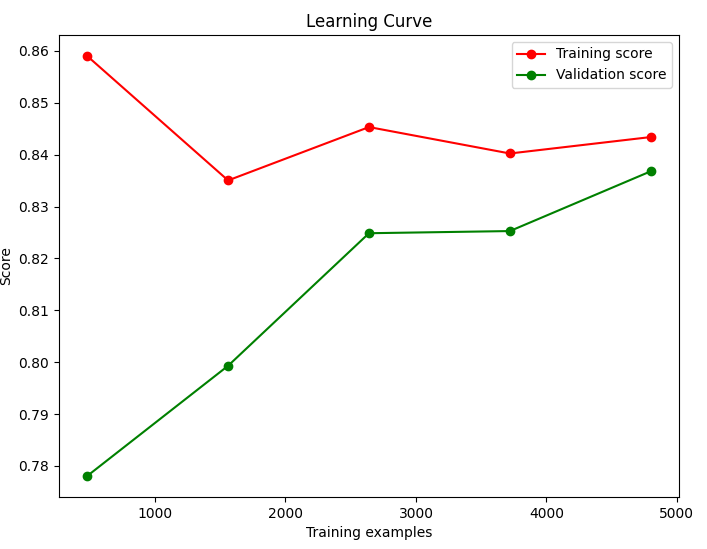 Learning Curve
Training score
Validation score
0.86
0.85
0.84
0.83
0.82
0.81
0.80
0.79
0.78
Score
1000 2000 3000 4000 5000
Training examples